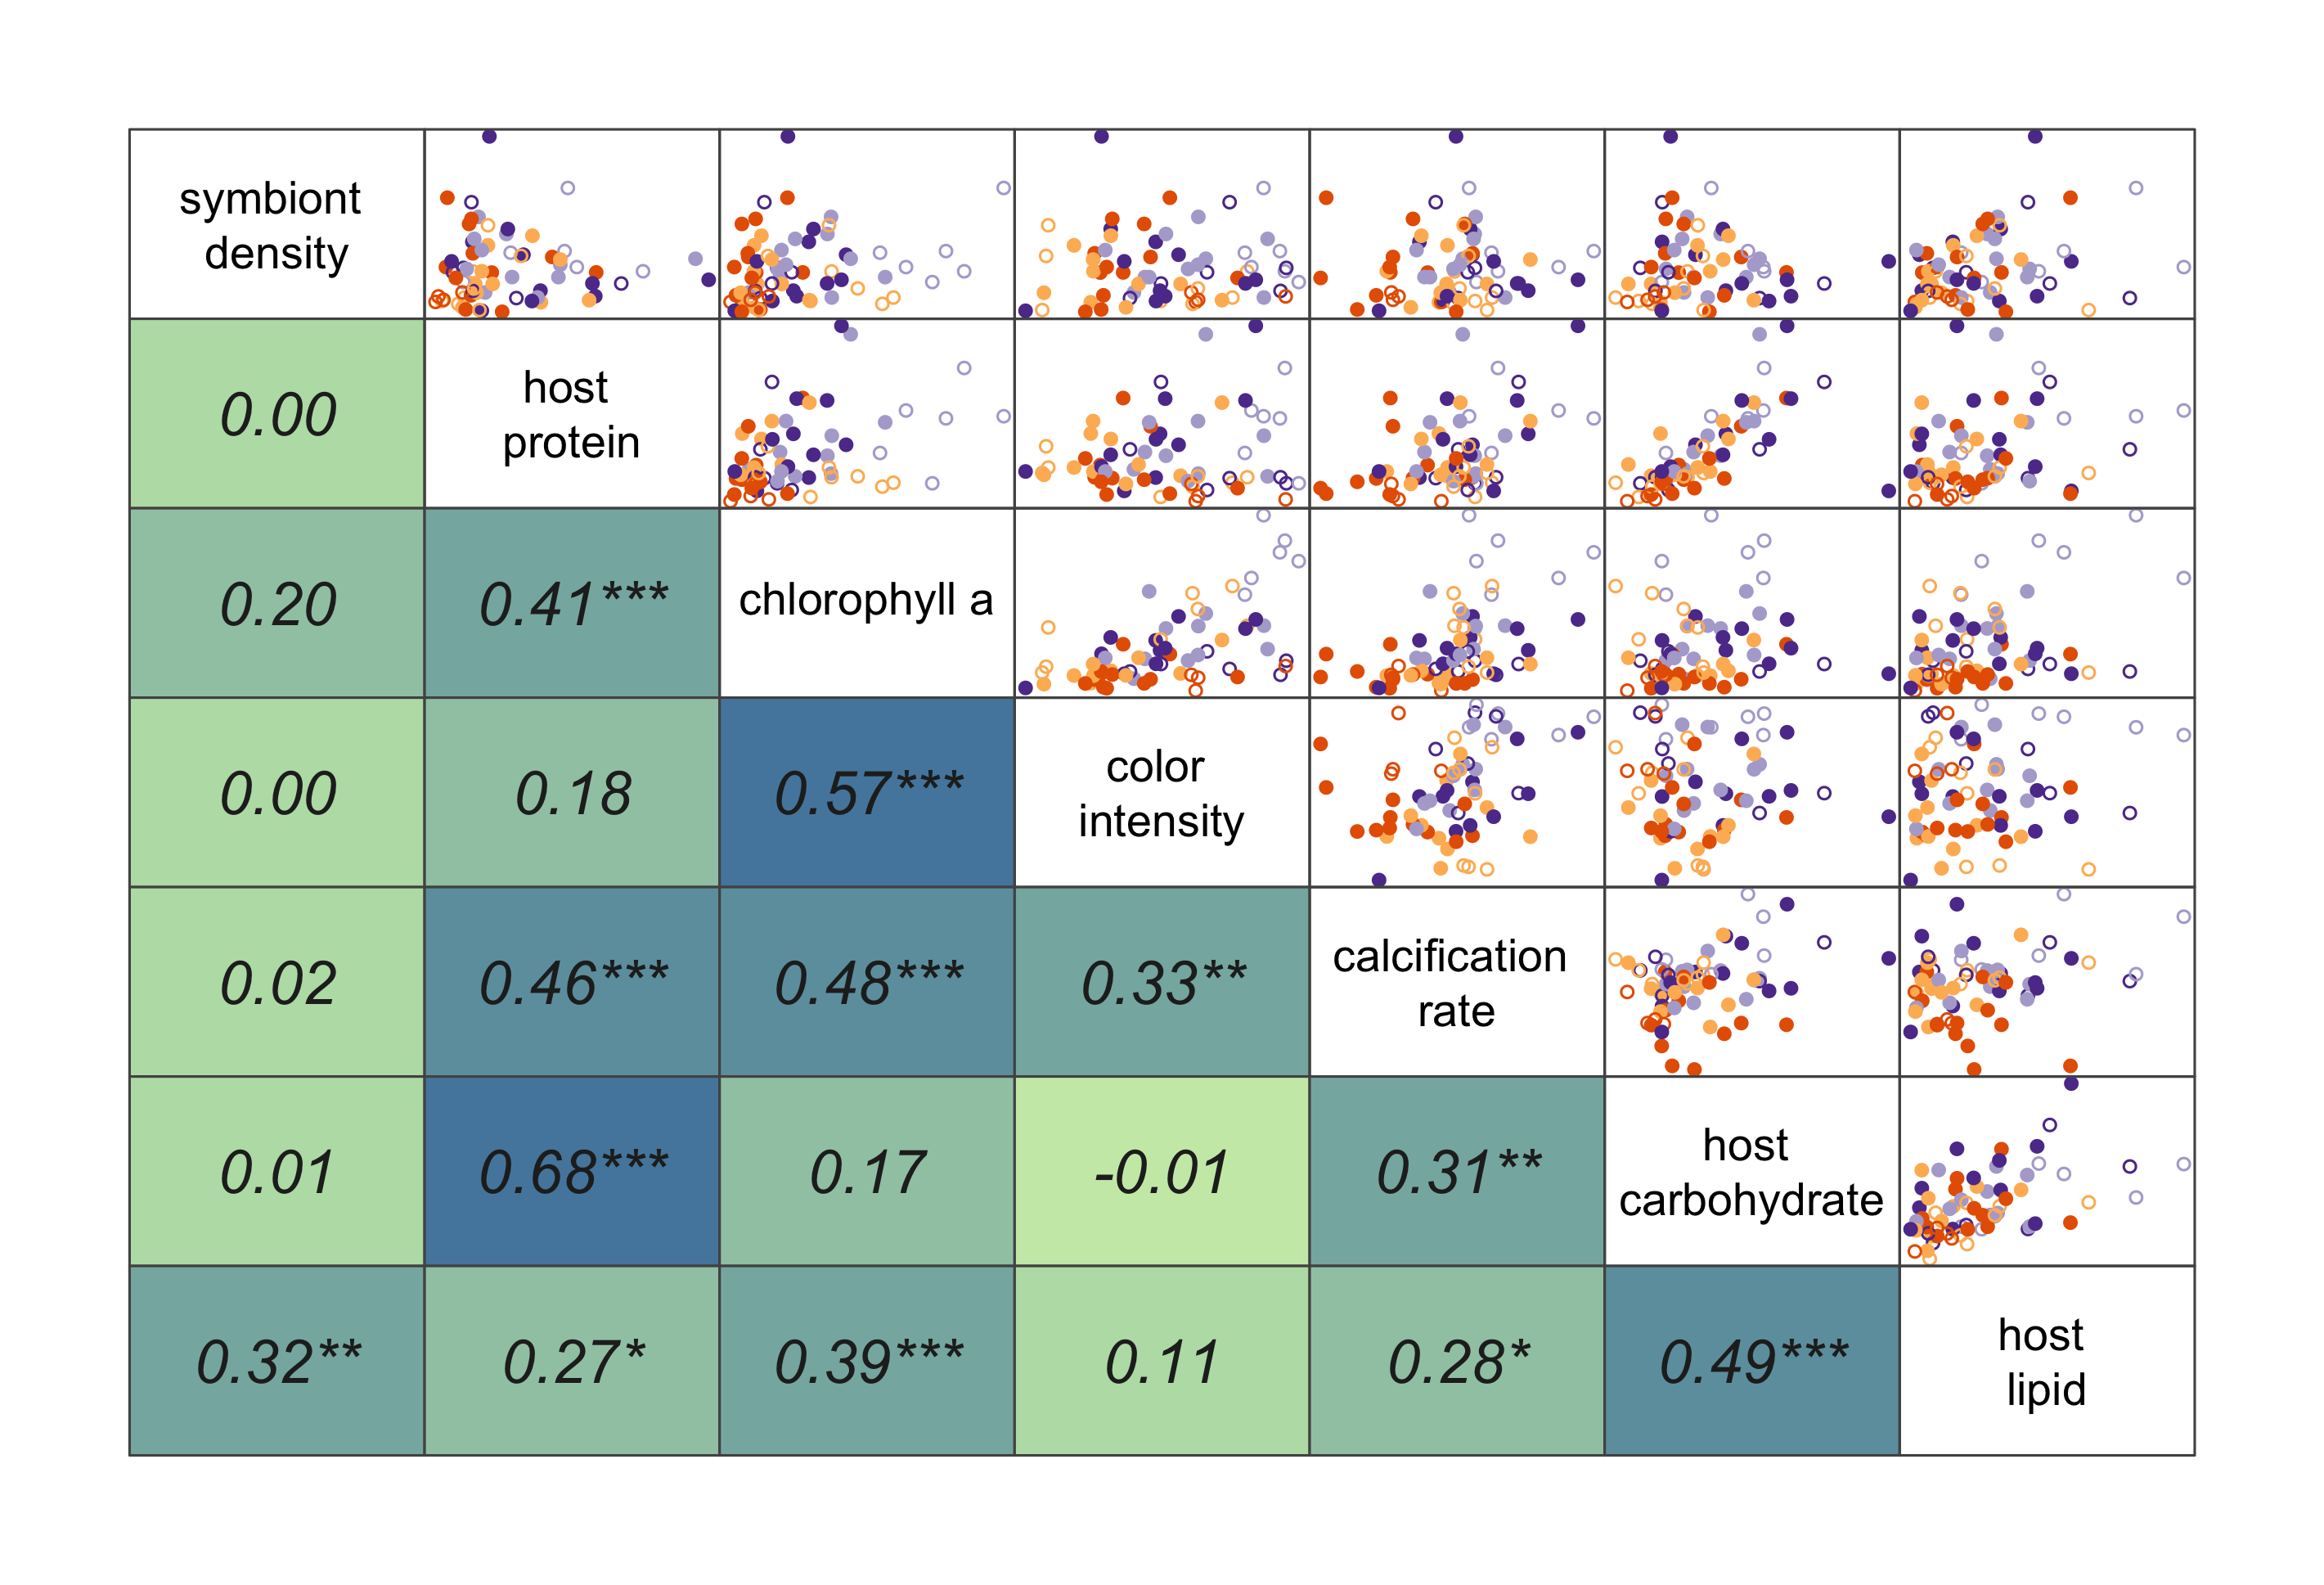 symbiont
density
0.00
host
protein
0.20
0.41***
chlorophyll a
0.00
0.18
0.57***
color
intensity
0.02
0.46***
0.48***
0.33**
calcification
rate
0.01
0.68***
0.17
-0.01
0.31**
host
carbohydrate
0.32**
0.27*
0.39***
0.11
0.28*
0.49***
host
lipid